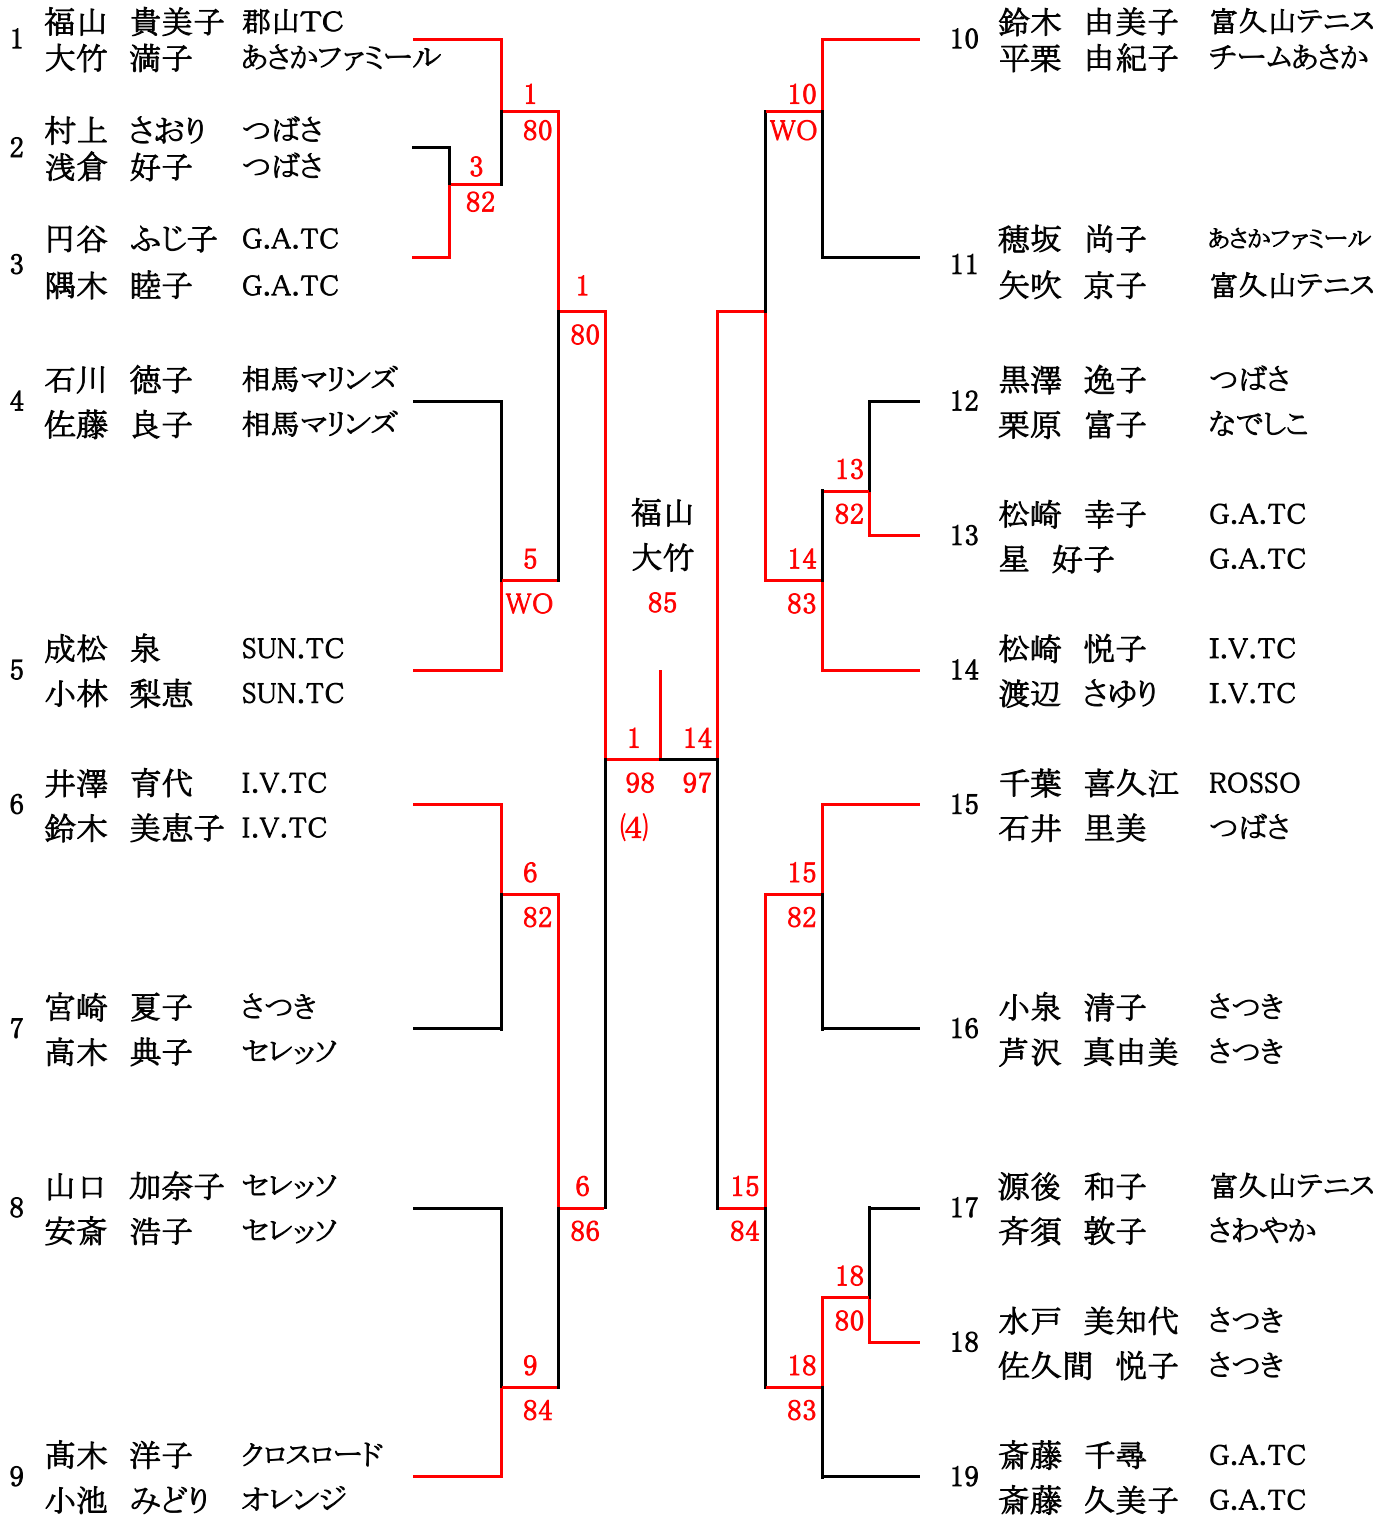 福山 貴美子 郡山TC
1
大竹 満子 あさかファミール
村上 さおり つばさ
2
浅倉 好子 つばさ
円谷 ふじ子 G.A.TC
3
隅木 睦子 G.A.TC
石川 徳子 相馬マリンズ
4
佐藤 良子 相馬マリンズ
成松 泉 SUN.TC
5
小林 梨恵 SUN.TC
井澤 育代 I.V.TC
6
鈴木 美恵子 I.V.TC
宮崎 夏子 さつき
7
高木 典子 セレッソ
山口 加奈子 セレッソ
8
安斎 浩子 セレッソ
髙木 洋子 クロスロード
9
小池 みどり オレンジ
1
80
3
82
1
80
5
WO
6
82
6
86
9
84
福山
大竹
85
1 14
98 97
(4)
10
WO
13
82
14
83
15
82
15
84
18
80
18
83
鈴木 由美子 富久山テニス
10
平栗 由紀子 チームあさか
穂坂 尚子 あさかファミール
11
矢吹 京子 富久山テニス
黒澤 逸子 つばさ
12
栗原 富子 なでしこ
松崎 幸子 G.A.TC
13
星 好子 G.A.TC
松崎 悦子 I.V.TC
14
渡辺 さゆり I.V.TC
千葉 喜久江 ROSSO
15
石井 里美 つばさ
小泉 清子 さつき
16
芦沢 真由美 さつき
源後 和子 富久山テニス
17
斉須 敦子 さわやか
水戸 美知代 さつき
18
佐久間 悦子 さつき
斎藤 千尋 G.A.TC
19
斎藤 久美子 G.A.TC